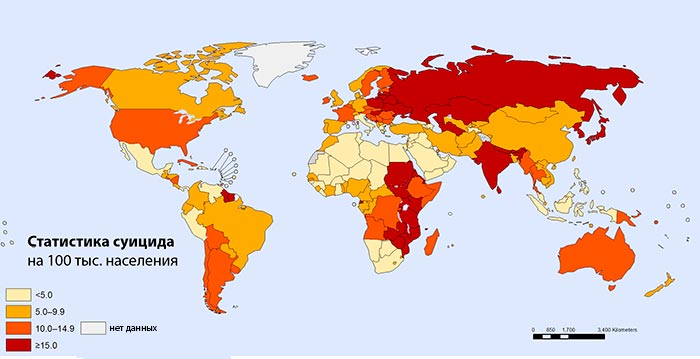 Статистика суицида
на 100 тыс. населения
<5.0
5.0–9.9
10.0–14.9
нет данных
≥15.0
0 850 1,700 3,400 Kilometers